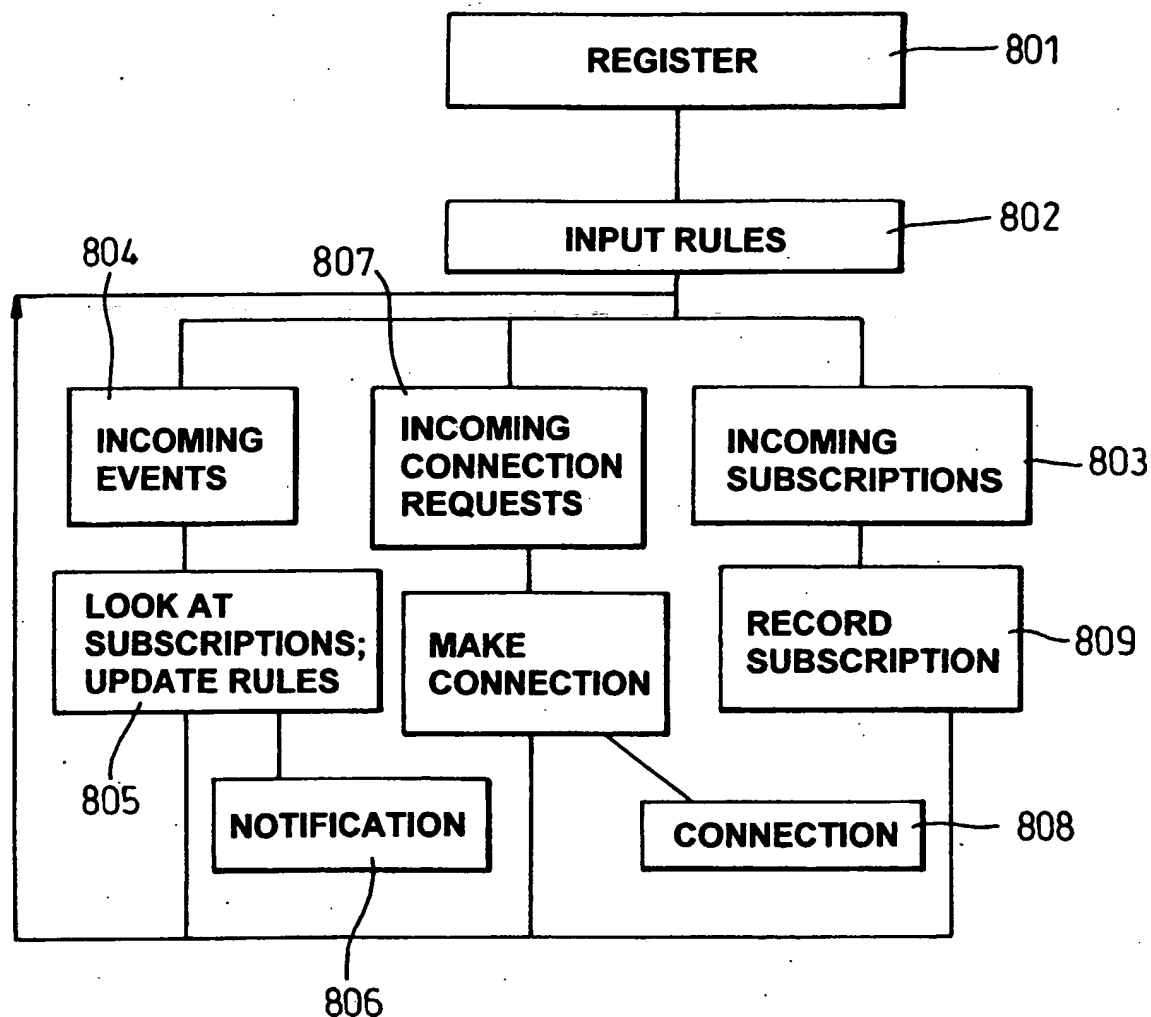 REGISTER
801
INPUT RULES
802
804
807
INCOMING
EVENTS
INCOMING
CONNECTION
REQUESTS
INCOMING
SUBSCRIPTIONS
803
LOOK AT
SUBSCRIPTIONS;
UPDATE RULES
MAKE
CONNECTION
RECORD
SUBSCRIPTION
809
805
NOTIFICATION
CONNECTION
808
806